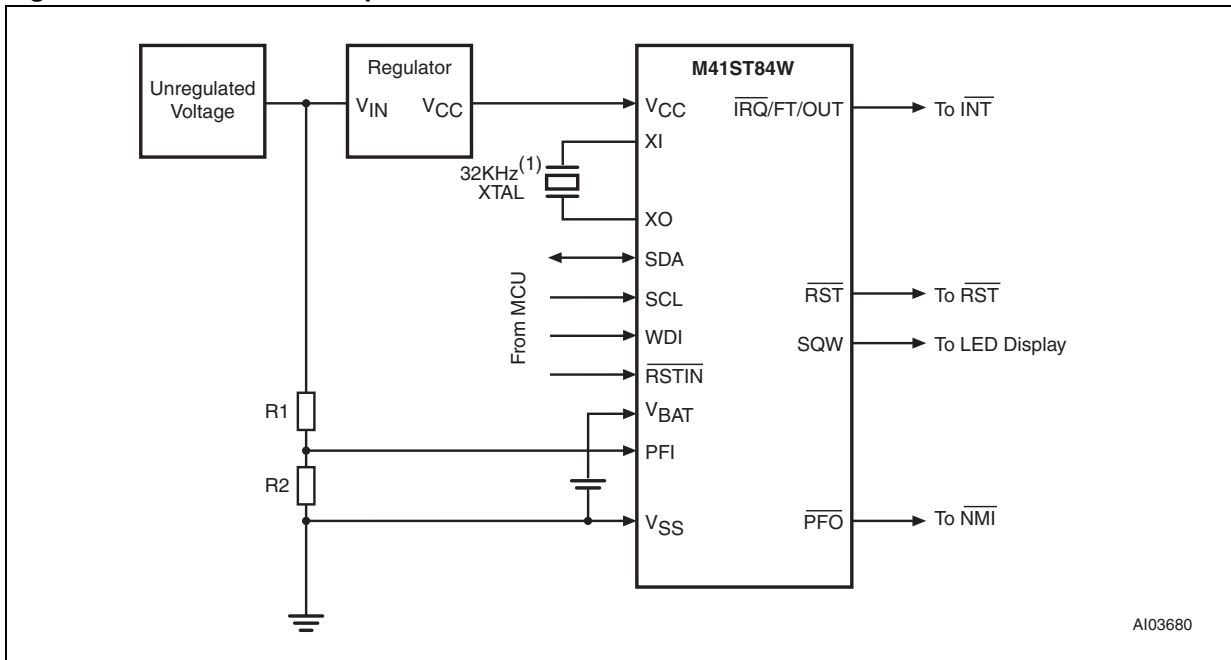 Unregulated
Voltage
Regulator
VIN
VCC
M41ST84W
VCC
IRQ/FT/OUT
To INT
XI
32KHz(1)
XTAL
XO
SDA
From MCU
SCL
RST
To RST
WDI
SQW
To LED Display
RSTIN
R1
VBAT
PFI
R2
VSS
PFO
To NMI
AI03680